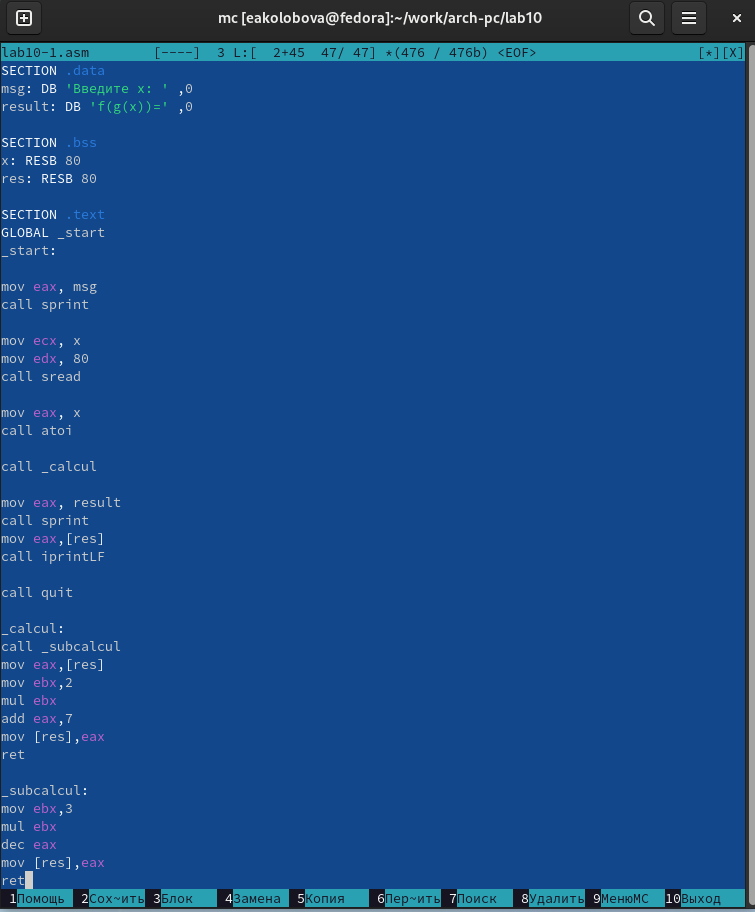 mc [eakolobova@fedora]:~/work/arch-pc/lab10
lab10-1.asm [----] 3 L:[ 2+45 47/ 47] *(476 / 476b) <EOF> [*][X]
SECTION .data
msg: DB 'Введите x: ' ,0
result: DB 'f(g(x))=' ,0
SECTION .bss
x: RESB 80
res: RESB 80
SECTION .text
GLOBAL _start
_start:
mov eax, msg
call sprint
mov ecx, x
mov edx, 80
call sread
mov eax, x
call atoi
call _calcul
mov eax, result
call sprint
mov eax,[res]
call iprintLF
call quit
_calcul:
call _subcalcul
mov eax,[res]
mov ebx,2
mul ebx
add eax,7
mov [res],eax
ret
_subcalcul:
mov ebx,3
mul ebx
dec eax
mov [res],eax
ret
1Помощь 2Сох~ить 3Блок 4Замена 5Копия 6Пер~ить 7Поиск 8Удалить 9МенюMC 10Выход